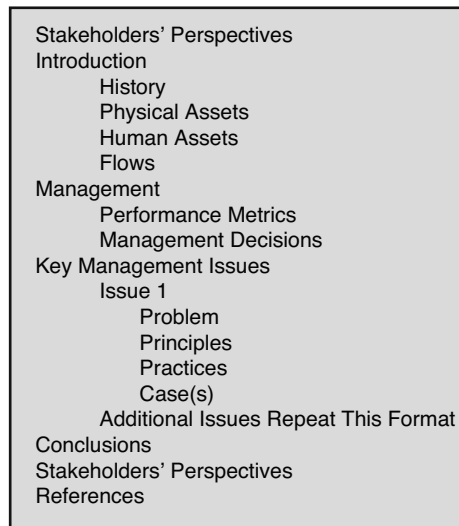 Stakeholders’ Perspectives
Introduction
History
Physical Assets
Human Assets
Flows
Management
Performance Metrics
Management Decisions
Key Management Issues
Issue 1
Problem
Principles
Practices
Case(s)
Additional Issues Repeat This Format
Conclusions
Stakeholders’ Perspectives
References